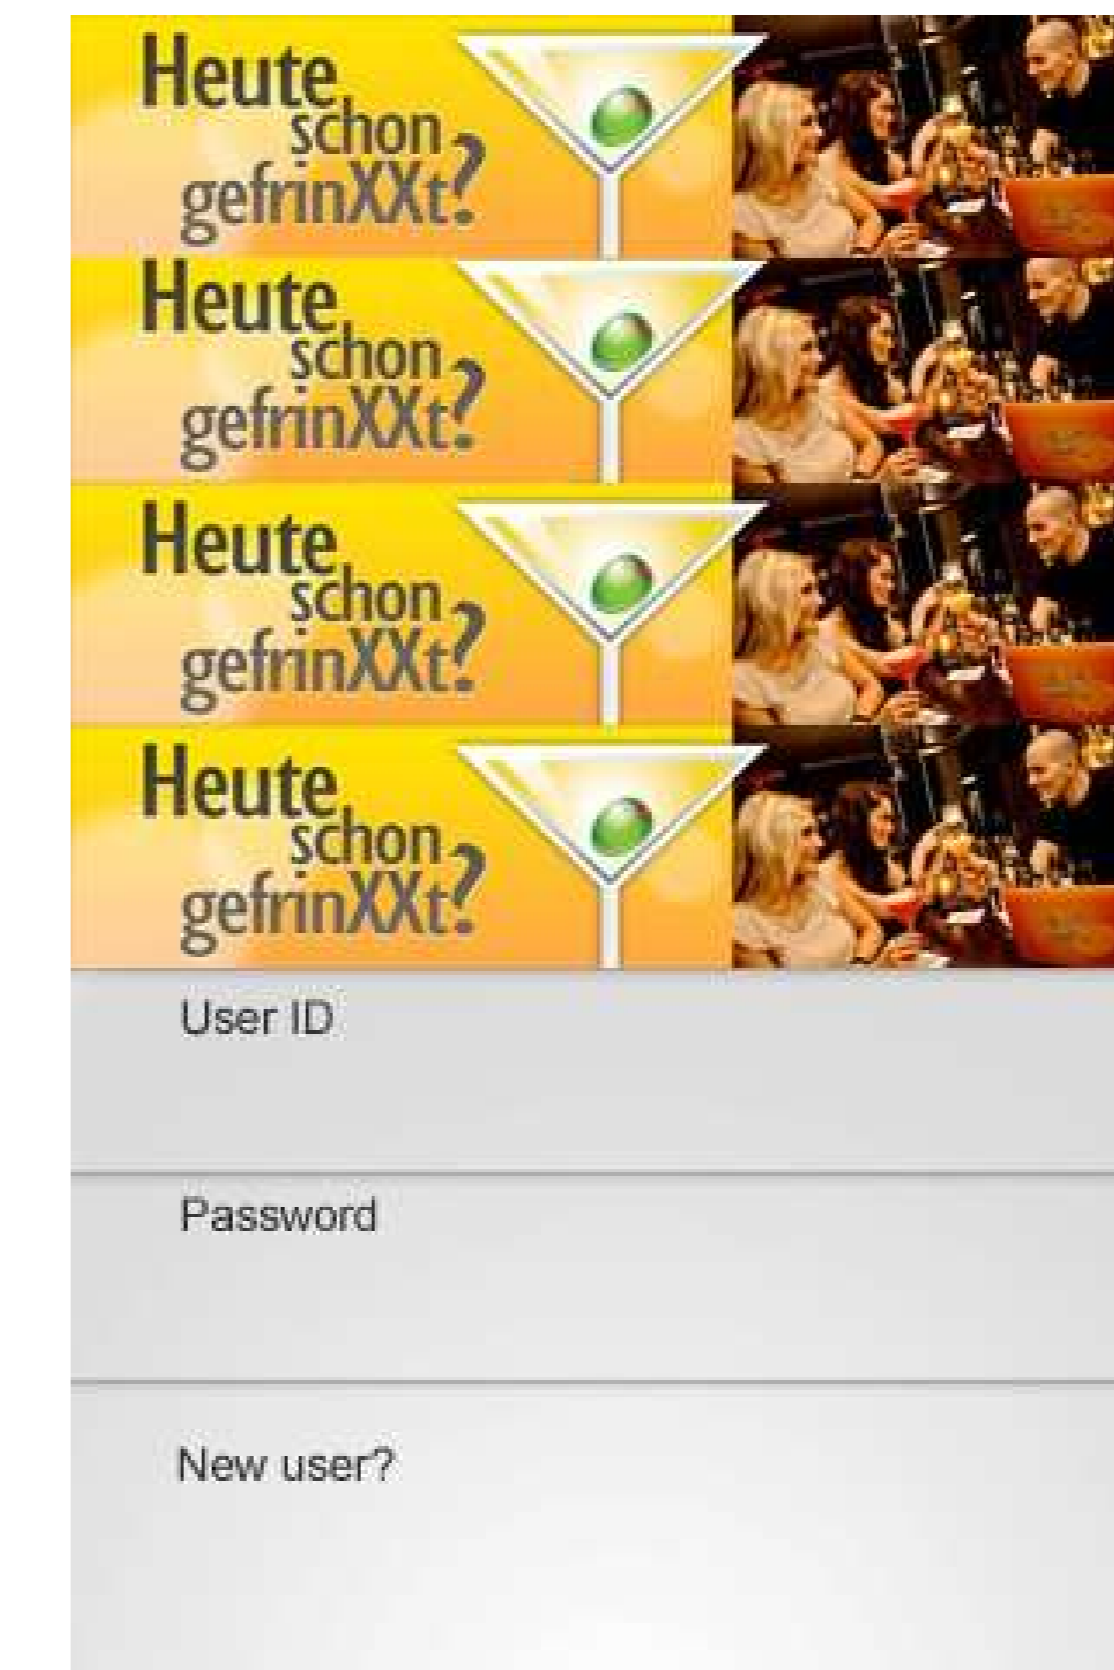 Heute
schon
gefrinXXt?
Heute
schon
gefrinXXt?
Heute
schon
gefrinXXt?
Heute
schon
gefrinXXt?
User ID
Password
New user?